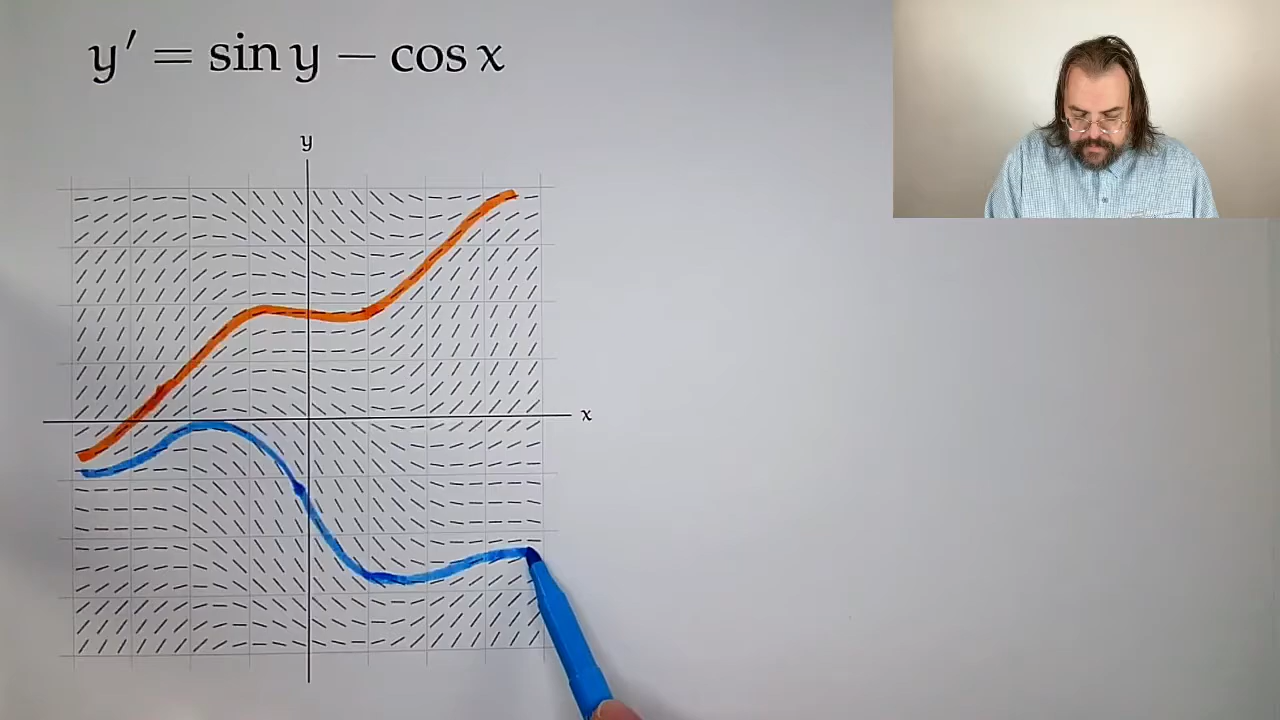 y′ = sin y − cos x
y
x